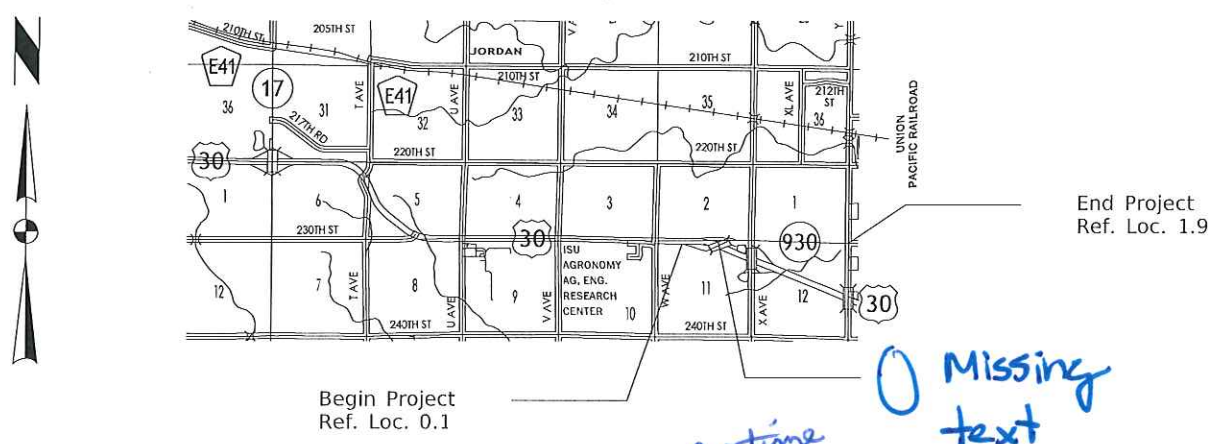 N
210TH ST
205TH ST
JORDAN
210TH ST
E41
17
E41
210TH ST
XL AVE
212TH
ST
36
31
T AVE
32
U AVE
33
34
35
36
217TH RD
UNION
PACIFIC RAILROAD
30
220TH ST
220TH ST
1
6
5
4
3
2
1
End Project
Ref. Loc. 1.9
230TH ST
30
930
ISU
AGRONOMY
AG, ENG.
RESEARCH
CENTER
12
7
T AVE
8
U AVE
9
V AVE
10
W AVE
11
X AVE
12
30
240TH ST
240TH ST
Begin Project
Ref. Loc. 0.1
Missing
text